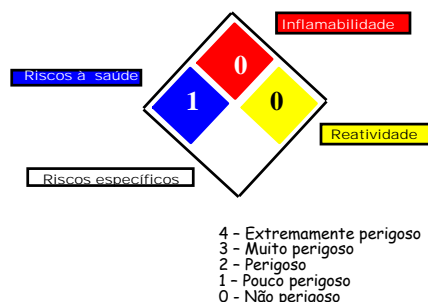 Inflamabilidade
0
Riscos à saúde
1
0
Reatividade
Riscos específicos
4 - Extremamente perigoso
3 - Muito perigoso
2 - Perigoso
1 - Pouco perigoso
0 - Não perigoso